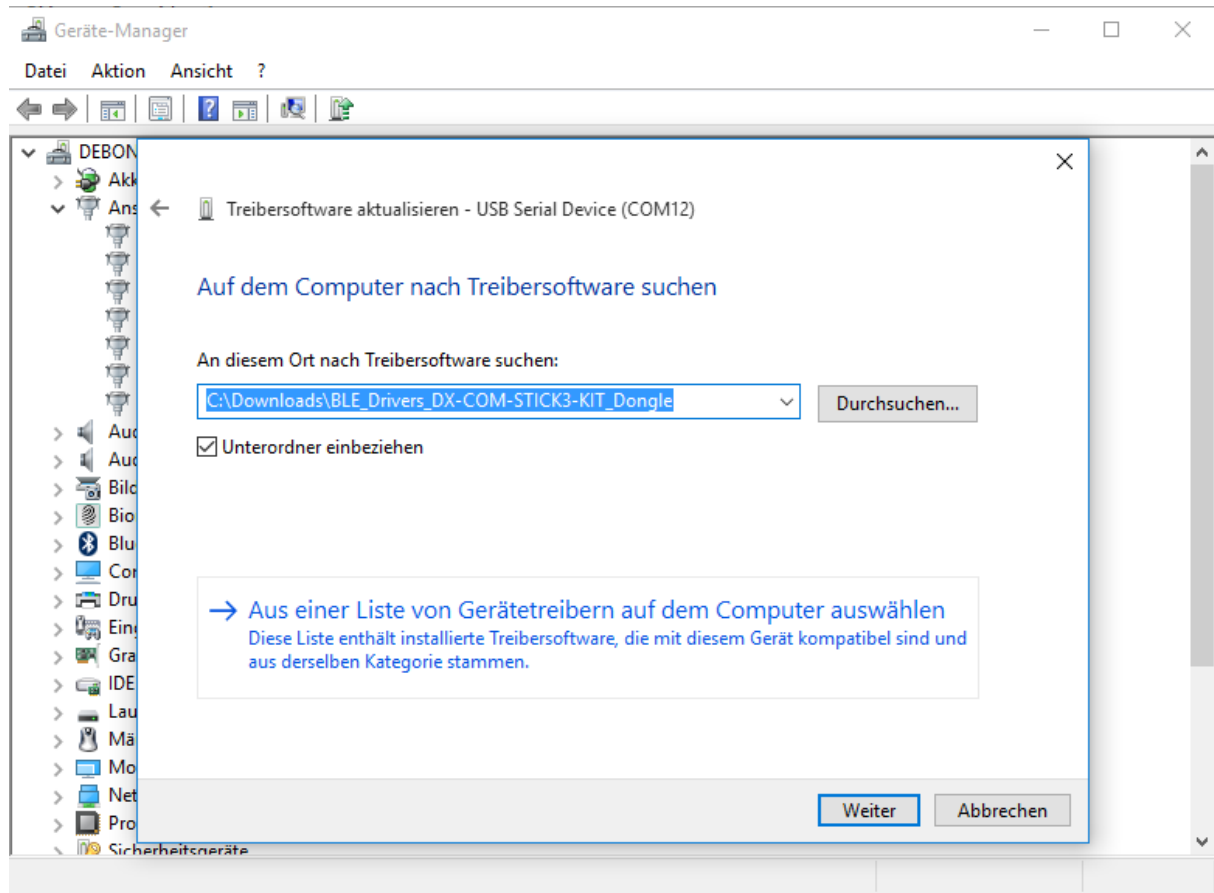 Geräte-Manager
Datei Aktion Ansicht ?
DEBON
Akk
Ans
Treibersoftware aktualisieren - USB Serial Device (COM12)
Auf dem Computer nach Treibersoftware suchen
An diesem Ort nach Treibersoftware suchen:
C:\Downloads\BLE_Drivers_DX-COM-STICK3-KIT_Dongle
Durchsuchen...
Unterordner einbeziehen
Aud
Aud
Bild
Bio
Blu
Con
Dru
Eing
Gra
IDE
Lau
Mä
Mo
Net
Pro
Sicherheitsgeräte
Aus einer Liste von Gerätetreibern auf dem Computer auswählen
Diese Liste enthält installierte Treibersoftware, die mit diesem Gerät kompatibel sind und
aus derselben Kategorie stammen.
Weiter
Abbrechen